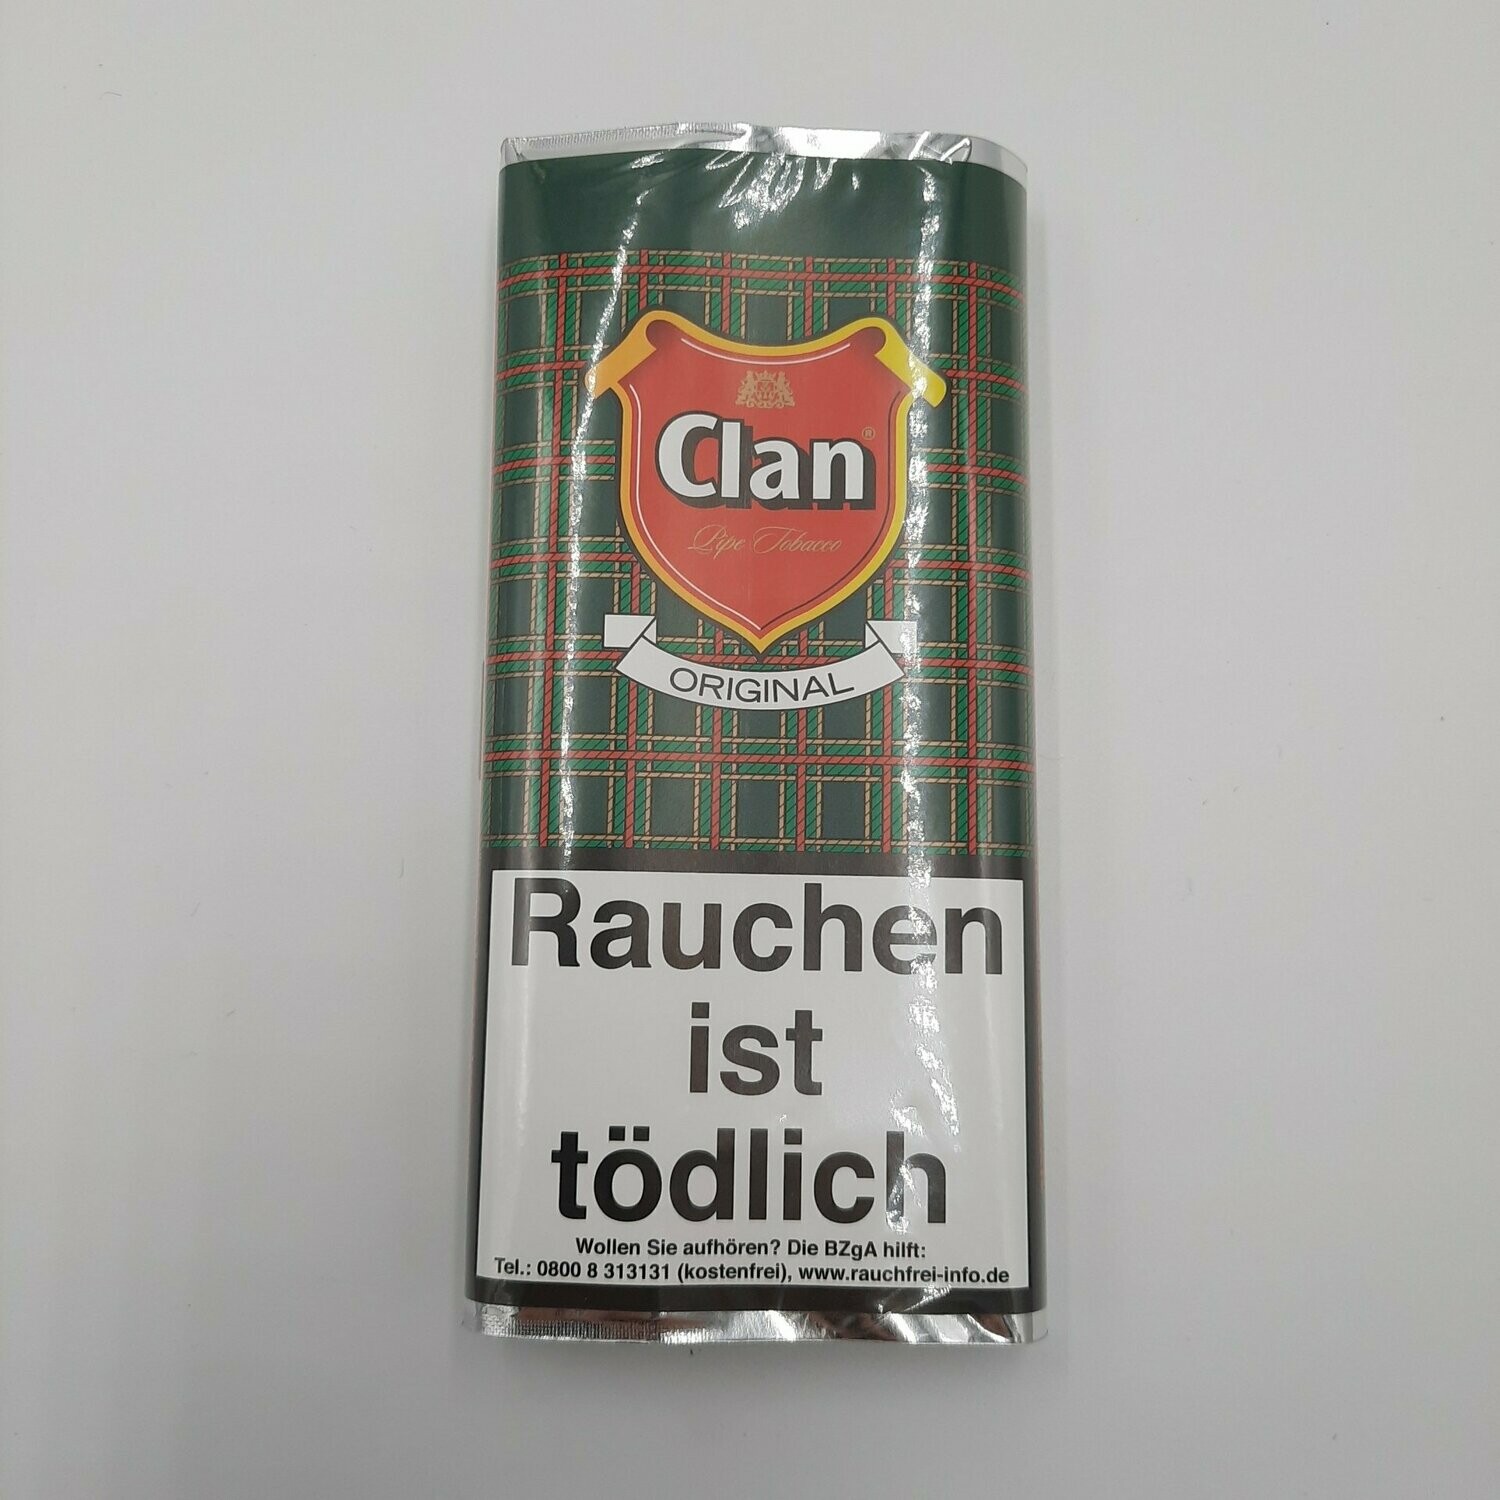 Clan®
Pipe Tobacco
ORIGINAL
Rauchen
ist
tödlich
Wollen Sie aufhören? Die BZgA hilft:
Tel.: 0800 8 313131 (kostenfrei), www.rauchfrei-info.de